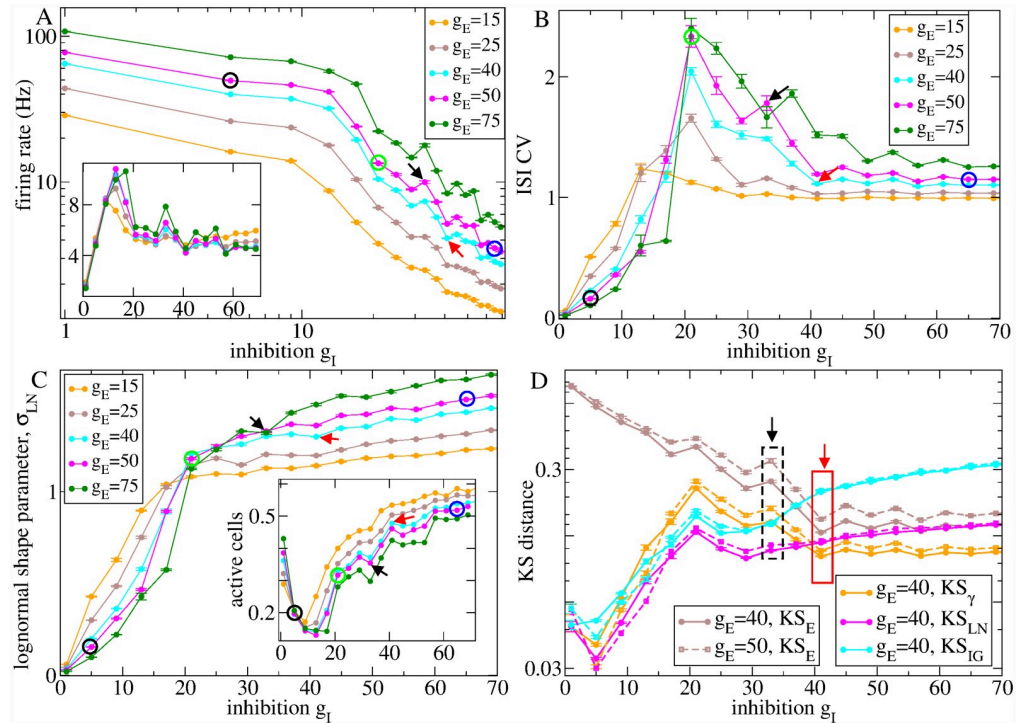 A
firing rate (Hz)
100
10
g_E=15
g_E=25
g_E=40
g_E=50
g_E=75
8
4
0 20 40 60
1 10
inhibition g_I
B
ISI CV
2
1
0
g_E=15
g_E=25
g_E=40
g_E=50
g_E=75
0 10 20 30 40 50 60 70
inhibition g_I
C
lognormal shape parameter, σ_LN
1
0
g_E=15
g_E=25
g_E=40
g_E=50
g_E=75
active cells
0.5
0.2
0 20 40 60
0 10 20 30 40 50 60 70
inhibition g_I
D
KS distance
0.3
0.03
g_E=40, KS_E
g_E=50, KS_E
g_E=40, KS_γ
g_E=40, KS_LN
g_E=40, KS_IG
0 10 20 30 40 50 60 70
inhibition g_I